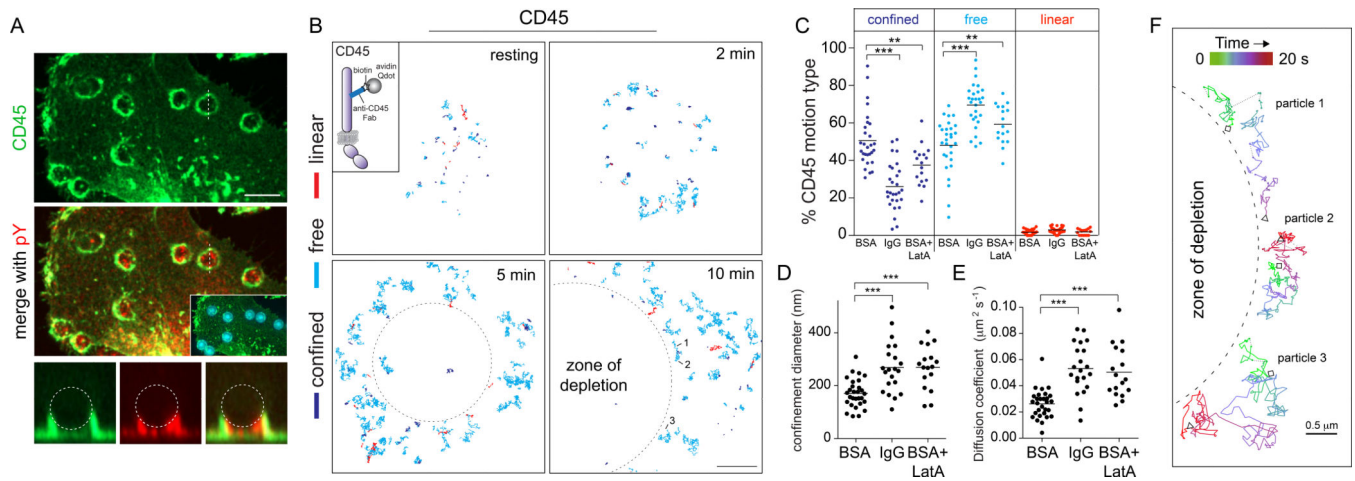 A
CD45
merge with pY
B
CD45
resting
2 min
CD45
biotin
avidin
Qdot
anti-CD45
Fab
5 min
10 min
zone of
depletion
1
2
3
confined
free
linear
C
confined
free
linear
% CD45 motion type
100
80
60
40
20
0
**
***
**
***
BSA
IgG
BSA+
LatA
BSA
IgG
BSA+
LatA
BSA
IgG
BSA+
LatA
D
confinement diameter (nm)
400
200
0
***
***
BSA
IgG
BSA+
LatA
E
Diffusion coefficient (µm² s⁻¹)
0.10
0.08
0.06
0.04
0.02
0.00
***
***
BSA
IgG
BSA+
LatA
F
Time →
0
20 s
particle 1
particle 2
particle 3
zone of depletion
0.5 µm